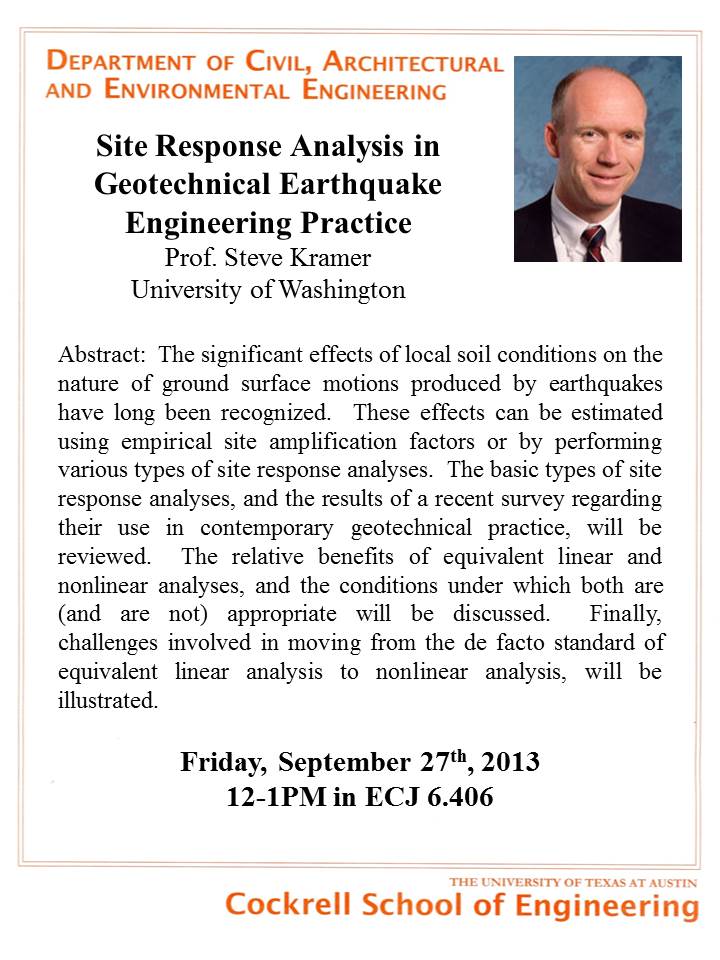 DEPARTMENT OF CIVIL, ARCHITECTURAL
AND ENVIRONMENTAL ENGINEERING
Site Response Analysis in
Geotechnical Earthquake
Engineering Practice
Prof. Steve Kramer
University of Washington
Abstract: The significant effects of local soil conditions on the
nature of ground surface motions produced by earthquakes
have long been recognized. These effects can be estimated
using empirical site amplification factors or by performing
various types of site response analyses. The basic types of site
response analyses, and the results of a recent survey regarding
their use in contemporary geotechnical practice, will be
reviewed. The relative benefits of equivalent linear and
nonlinear analyses, and the conditions under which both are
(and are not) appropriate will be discussed. Finally,
challenges involved in moving from the de facto standard of
equivalent linear analysis to nonlinear analysis, will be
illustrated.
Friday, September 27th, 2013
12-1PM in ECJ 6.406
THE UNIVERSITY OF TEXAS AT AUSTIN
Cockrell School of Engineering